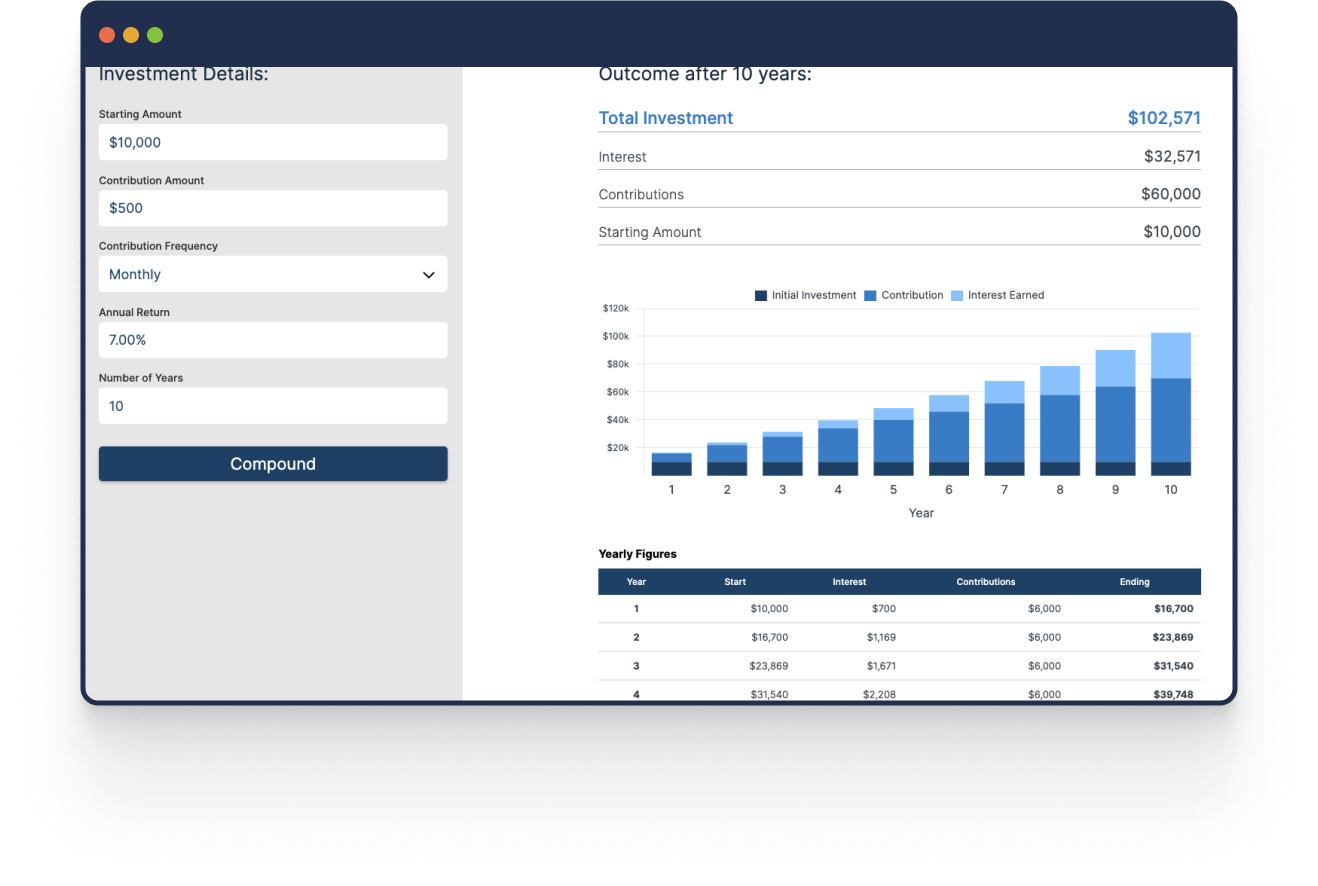 Investment Details:
Starting Amount
$10,000
Contribution Amount
$500
Contribution Frequency
Monthly
Annual Return
7.00%
Number of Years
10
Compound
Outcome after 10 years:
Total Investment $102,571
Interest $32,571
Contributions $60,000
Starting Amount $10,000
Initial Investment Contribution Interest Earned
$120k
$100k
$80k
$60k
$40k
$20k
1 2 3 4 5 6 7 8 9 10
Year
Yearly Figures
Year Start Interest Contributions Ending
1 $10,000 $700 $6,000 $16,700
2 $16,700 $1,169 $6,000 $23,869
3 $23,869 $1,671 $6,000 $31,540
4 $31,540 $2,208 $6,000 $39,748